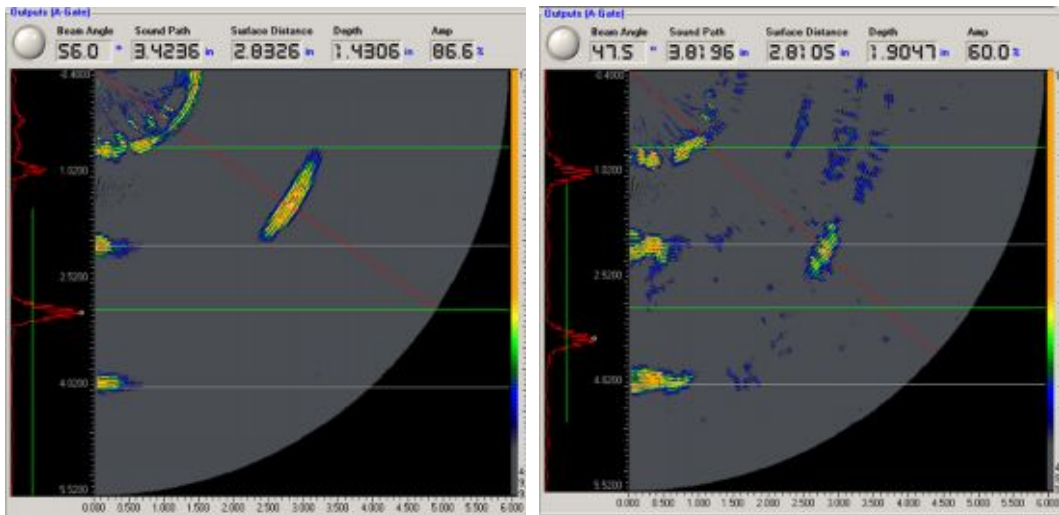 Outputs (A-Gate)
Beam Angle Sound Path Surface Distance Depth Amp
56.0 ° 3.4236 in 2.8326 in 1.4306 in 86.6 %
-0.4000
1.0200
2.5200
4.0200
5.5200
0.000 0.500 1.000 1.500 2.000 2.500 3.000 3.500 4.000 4.500 5.000 5.500 6.000
Outputs (A-Gate)
Beam Angle Sound Path Surface Distance Depth Amp
47.5 ° 3.8196 in 2.8105 in 1.9047 in 60.0 %
-0.4000
1.0200
2.5200
4.0200
5.5200
0.000 0.500 1.000 1.500 2.000 2.500 3.000 3.500 4.000 4.500 5.000 5.500 6.000